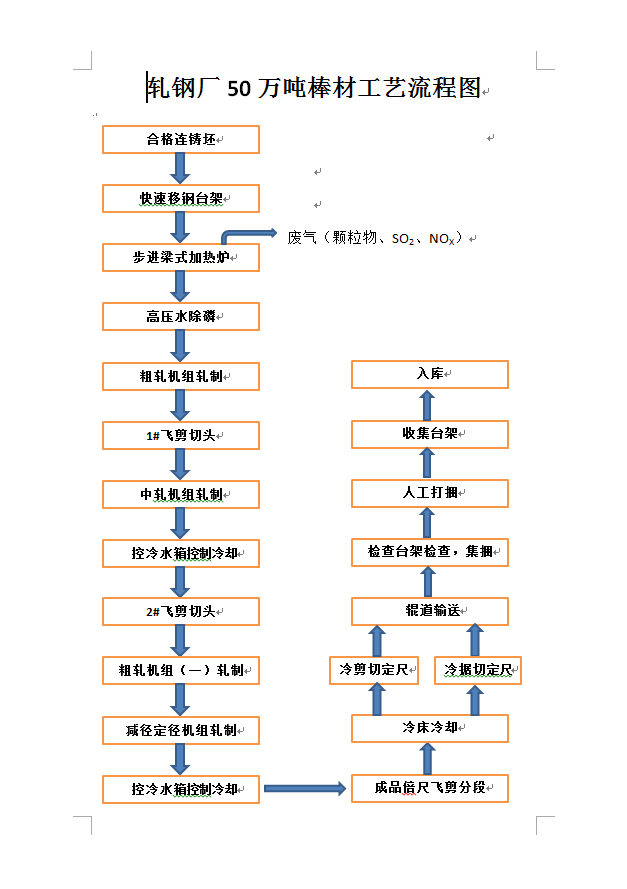 轧钢厂 50 万吨棒材工艺流程图
合格连铸坯
快速移钢台架
步进梁式加热炉
废气（颗粒物、SO₂、NOₓ）
高压水除磷
粗轧机组轧制
1#飞剪切头
中轧机组轧制
控冷水箱控制冷却
2#飞剪切头
粗轧机组（一）轧制
减径定径机组轧制
控冷水箱控制冷却
成品倍尺飞剪分段
冷床冷却
冷剪切定尺
冷据切定尺
辊道输送
检查台架检查，集捆
人工打捆
收集台架
入库